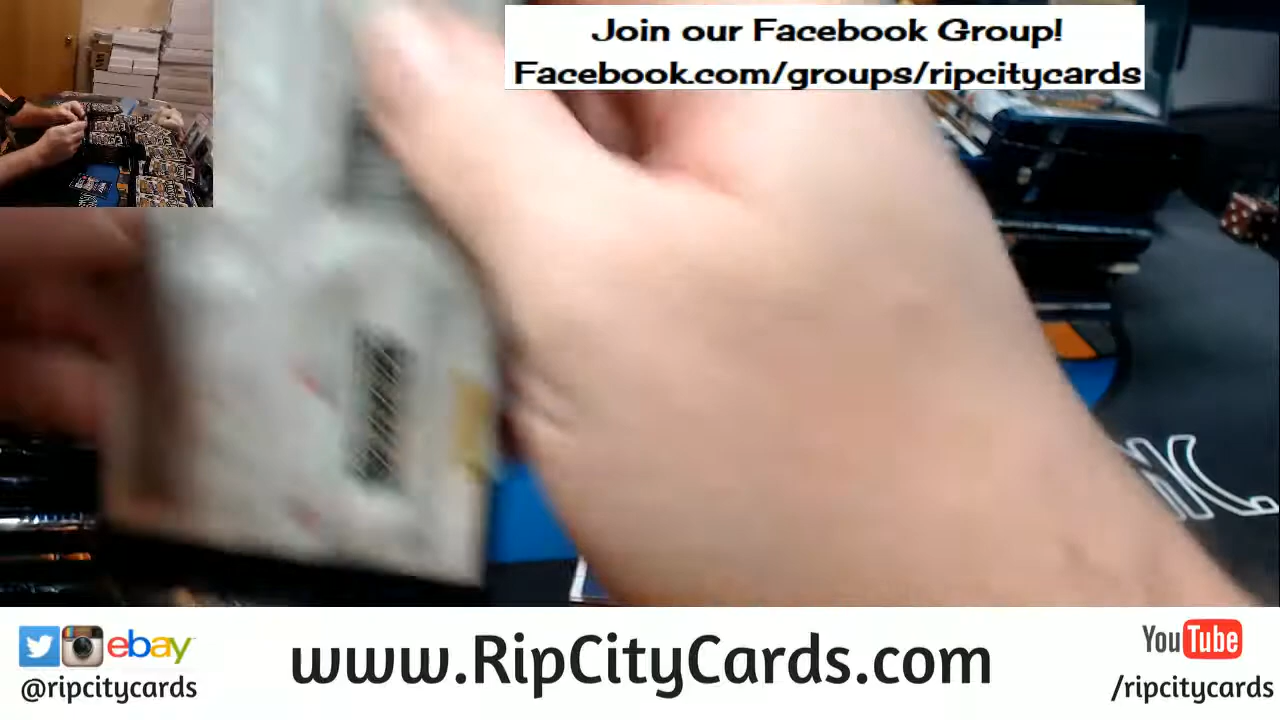 Join our Facebook Group!
Facebook.com/groups/ripcitycards
ebay
@ripcitycards
www.RipCityCards.com
YouTube
/ripcitycards